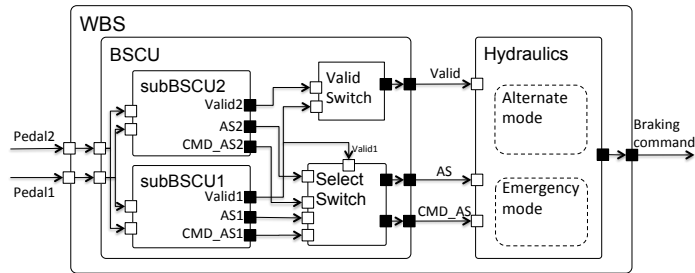 WBS
BSCU
Hydraulics
subBSCU2
Valid2
AS2
CMD_AS2
Valid
Switch
Valid
Alternate
mode
Braking
command
Pedal2
Pedal1
Valid1
subBSCU1
Valid1
AS1
CMD_AS1
Select
Switch
AS
CMD_AS
Emergency
mode